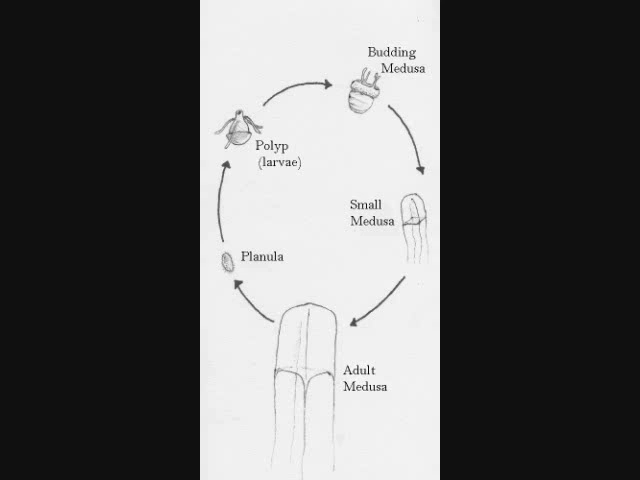 Budding
Medusa
Polyp
(larvae)
Small
Medusa
Planula
Adult
Medusa